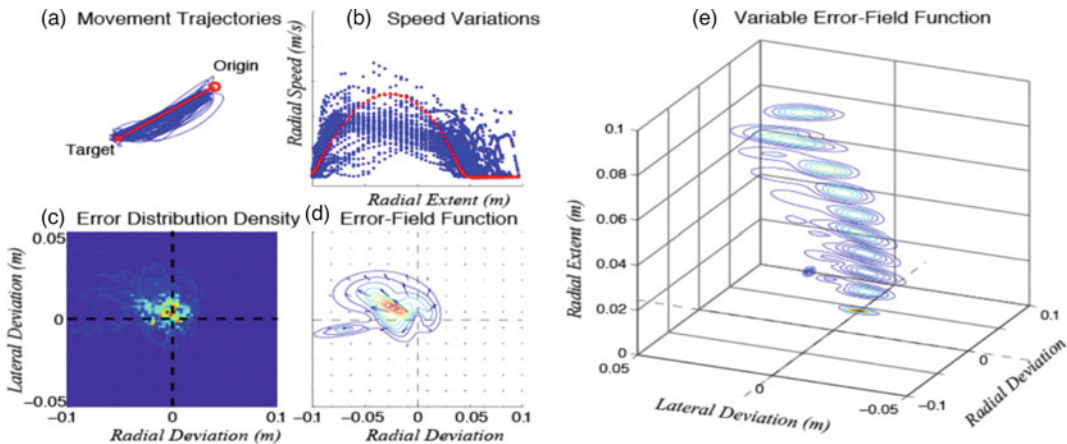 (a) Movement Trajectories
Origin
Target
(b) Speed Variations
Radial Speed (m/s)
Radial Extent (m)
(c) Error Distribution Density
Lateral Deviation (m)
0.05
0
−0.05
−0.1
0
0.1
Radial Deviation (m)
(d) Error-Field Function
−0.1 −0.05 0 0.05 0.1
Radial Deviation
(e) Variable Error-Field Function
Radial Extent (m)
0.1
0.08
0.06
0.04
0.02
0
0.05
0
−0.05
Lateral Deviation (m)
−0.1
0
0.1
Radial Deviation